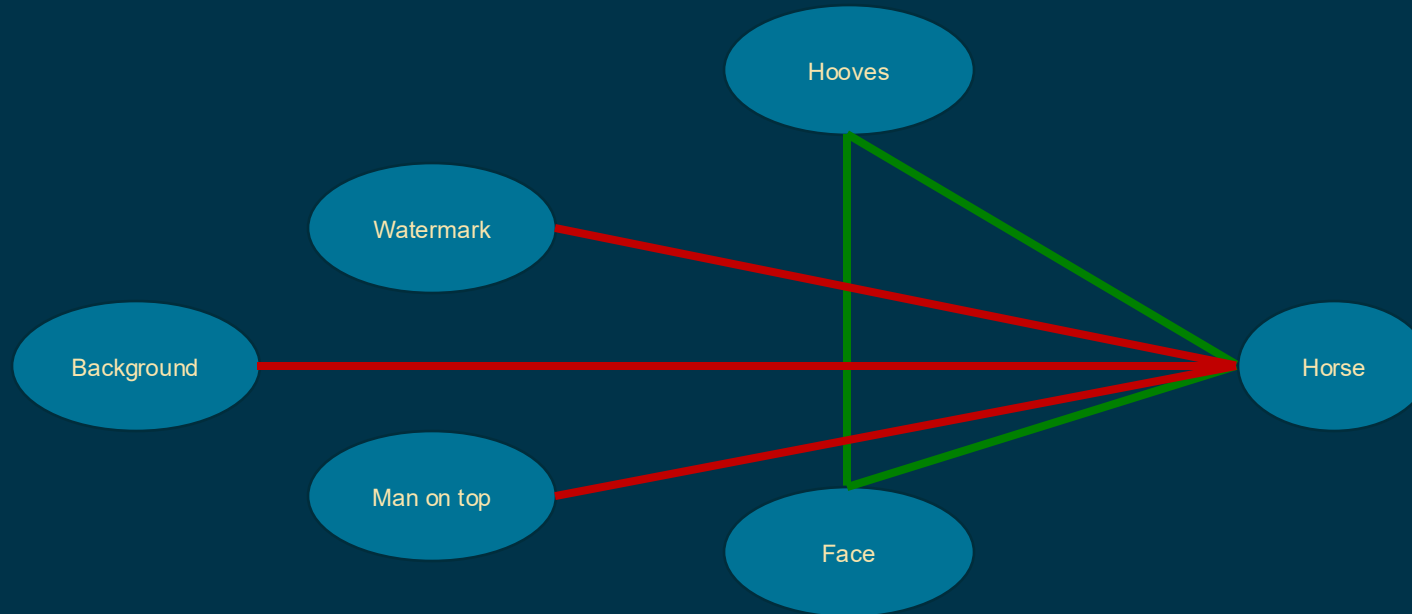 Hooves
Watermark
Background
Horse
Man on top
Face